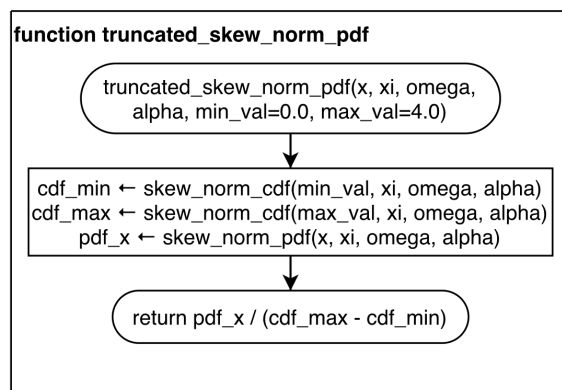 function truncated_skew_norm_pdf
truncated_skew_norm_pdf(x, xi, omega,
alpha, min_val=0.0, max_val=4.0)
cdf_min ← skew_norm_cdf(min_val, xi, omega, alpha)
cdf_max ← skew_norm_cdf(max_val, xi, omega, alpha)
pdf_x ← skew_norm_pdf(x, xi, omega, alpha)
return pdf_x / (cdf_max - cdf_min)